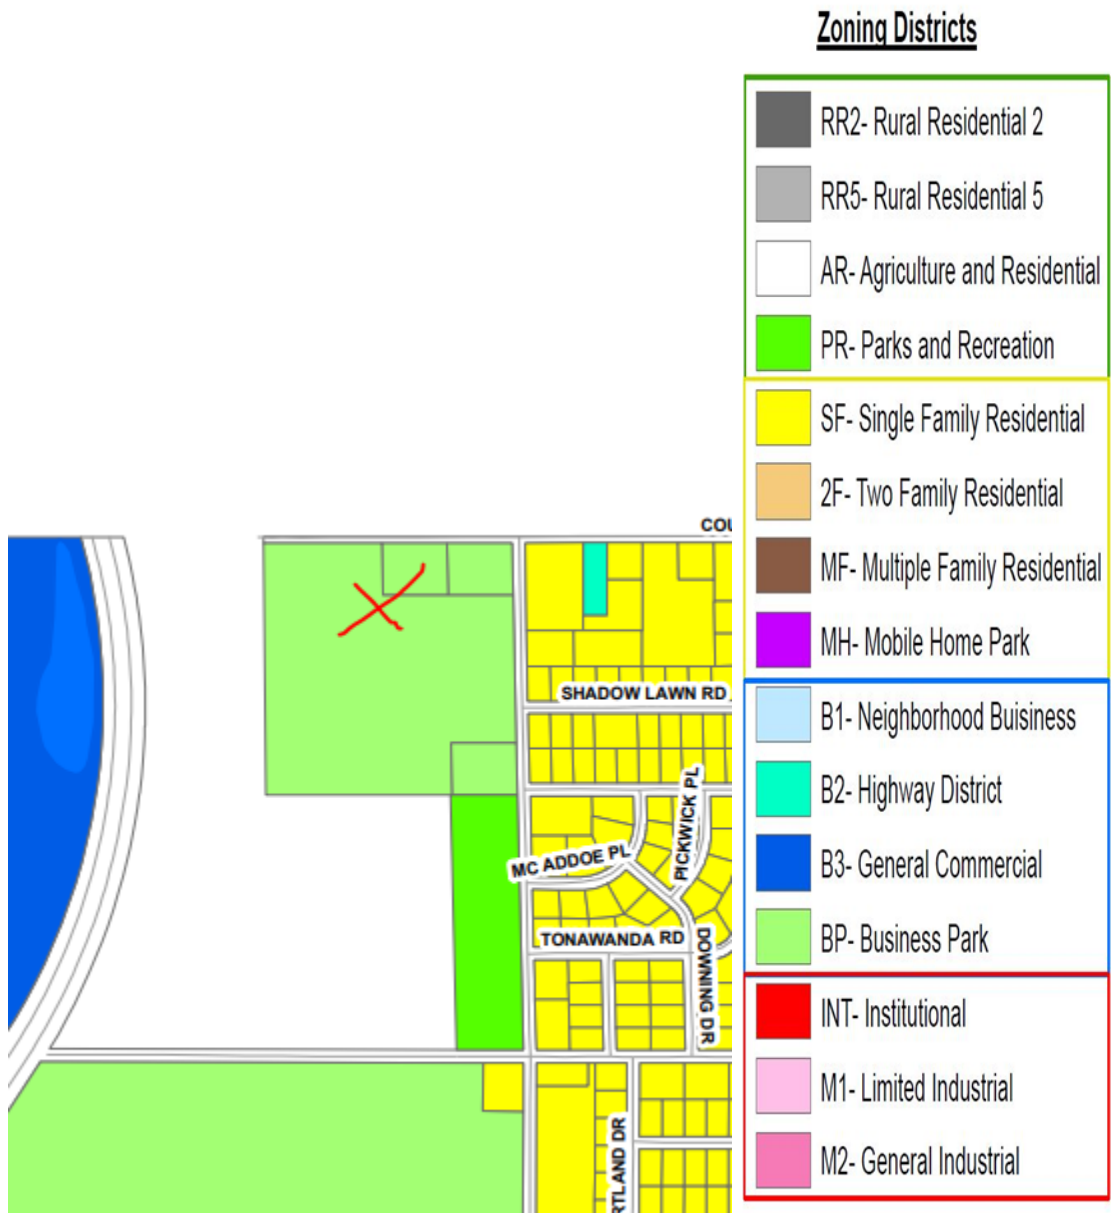 Zoning Districts
RR2- Rural Residential 2
RR5- Rural Residential 5
AR- Agriculture and Residential
PR- Parks and Recreation
SF- Single Family Residential
2F- Two Family Residential
MF- Multiple Family Residential
MH- Mobile Home Park
B1- Neighborhood Buisiness
B2- Highway District
B3- General Commercial
BP- Business Park
INT- Institutional
M1- Limited Industrial
M2- General Industrial
COU
SHADOW LAWN RD
PICKWICK PL
MC ADDOE PL
TONAWANDA RD
DOWNING DR
RTLAND DR